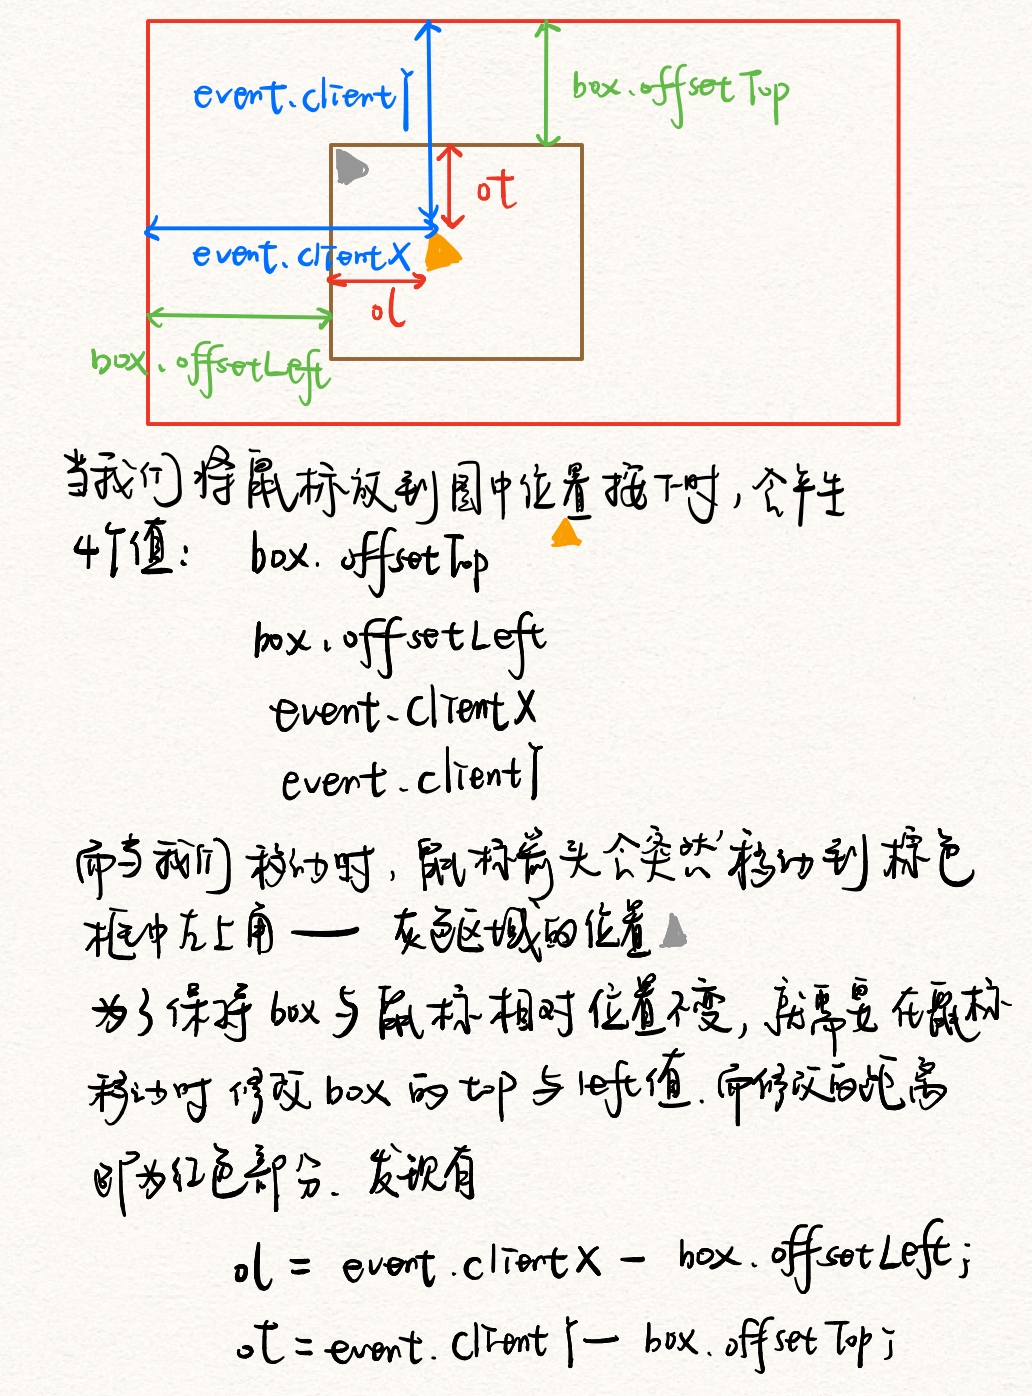 event.clientY
box.offsetTop
ot
event.clientX
ol
box.offsetLeft
当我们将鼠标放到图中位置按下时，会产生
4个值： box.offsetTop
box.offsetLeft
event.clientX
event.clientY
而当我们移动时，鼠标箭头会突然移动到棕色
框中左上角 —— 灰色区域的位置
为了保持box与鼠标相对位置不变，就需要在鼠标
移动时修改box的top与left值.而修改的距离
即为红色部分.发现有
ol = event.clientX - box.offsetLeft;
ot = event.clientY - box.offsetTop;